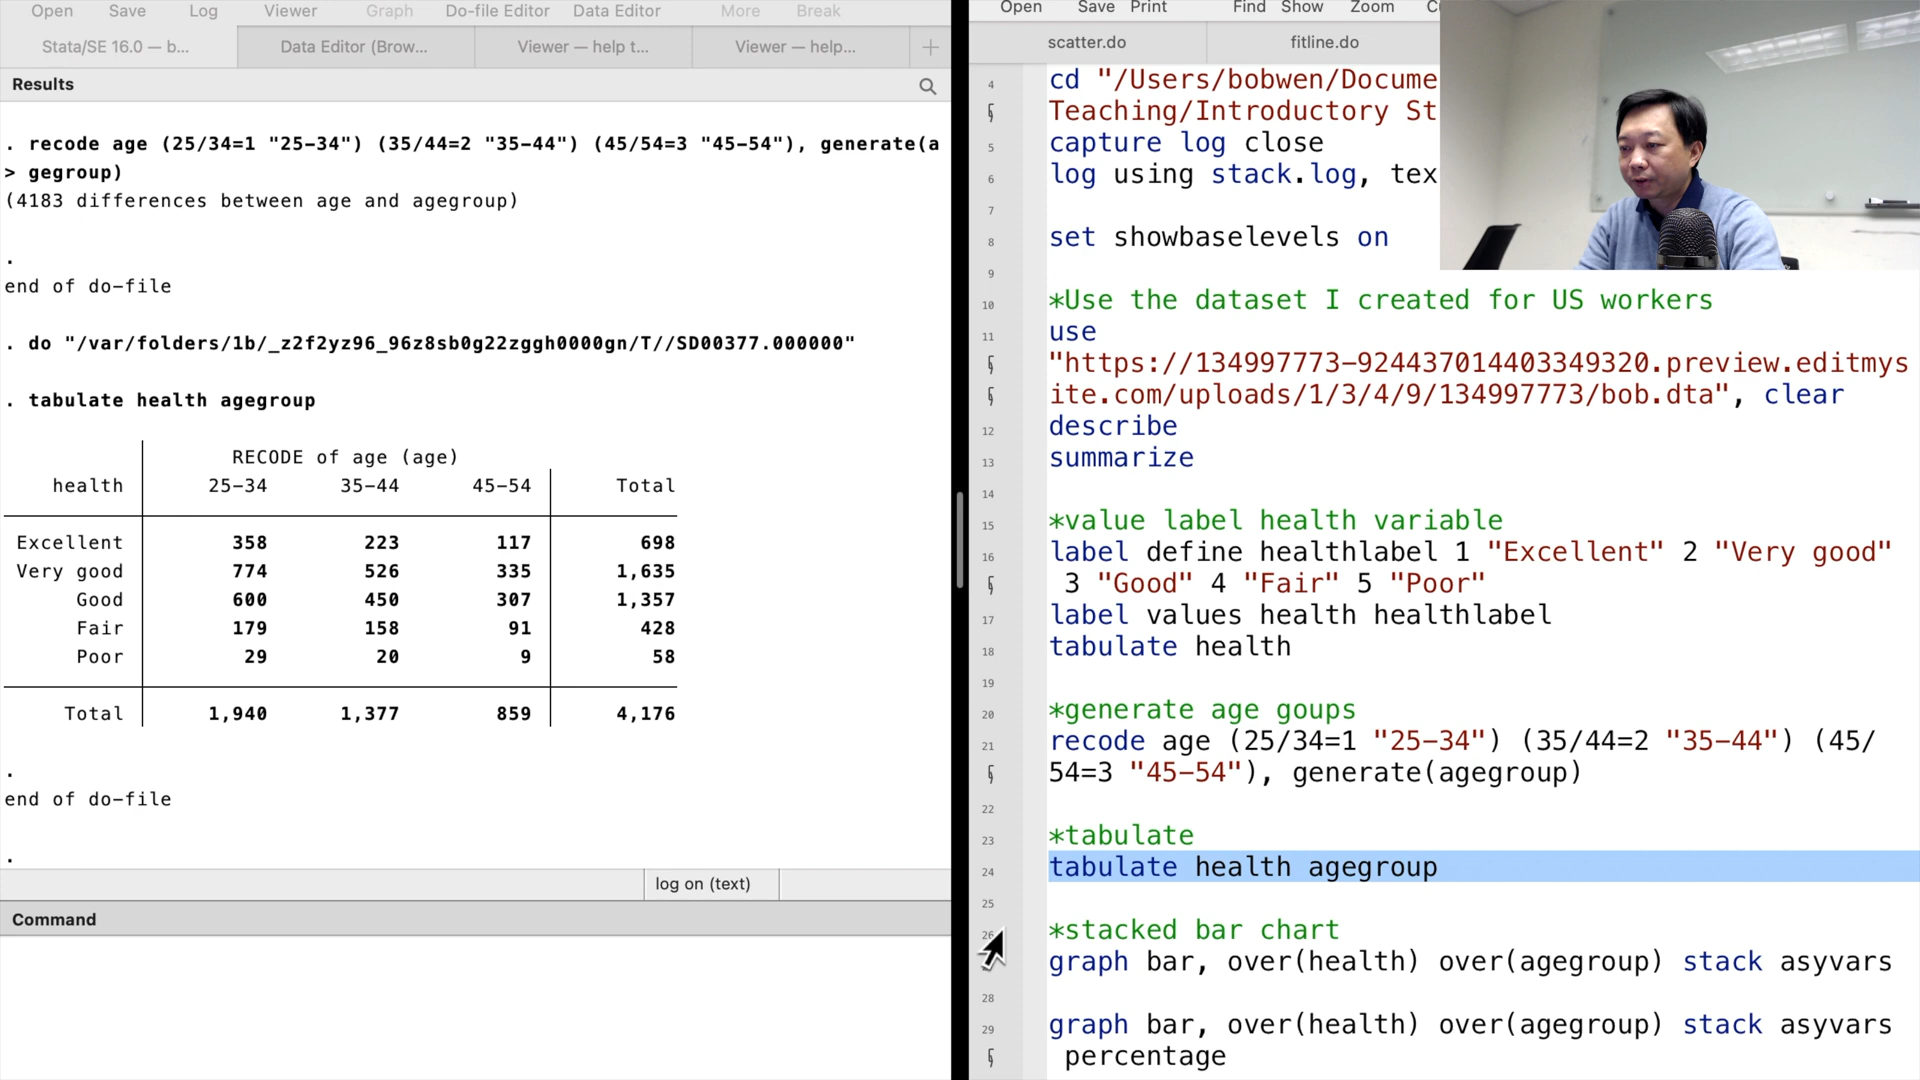 Open Save Log Viewer Graph Do-file Editor Data Editor More Break
Stata/SE 16.0 — b... Data Editor (Brow... Viewer — help t... Viewer — help...
Results
. recode age (25/34=1 "25-34") (35/44=2 "35-44") (45/54=3 "45-54"), generate(a
> gegroup)
(4183 differences between age and agegroup)
.
end of do-file
. do "/var/folders/1b/_z2f2yz96_96z8sb0g22zggh0000gn/T//SD00377.000000"
. tabulate health agegroup
RECODE of age (age)
health 25-34 35-44 45-54 Total
Excellent 358 223 117 698
Very good 774 526 335 1,635
Good 600 450 307 1,357
Fair 179 158 91 428
Poor 29 20 9 58
Total 1,940 1,377 859 4,176
.
end of do-file
.
log on (text)
Command
Open Save Print Find Show Zoom
scatter.do fitline.do
4 cd "/Users/bobwen/Docume
Teaching/Introductory St
5 capture log close
6 log using stack.log, tex
7
8 set showbaselevels on
9
10 *Use the dataset I created for US workers
11 use
"https://134997773-924437014403349320.preview.editmys
ite.com/uploads/1/3/4/9/134997773/bob.dta", clear
12 describe
13 summarize
14
15 *value label health variable
16 label define healthlabel 1 "Excellent" 2 "Very good"
3 "Good" 4 "Fair" 5 "Poor"
17 label values health healthlabel
18 tabulate health
19
20 *generate age goups
21 recode age (25/34=1 "25-34") (35/44=2 "35-44") (45/
54=3 "45-54"), generate(agegroup)
22
23 *tabulate
24 tabulate health agegroup
25
26 *stacked bar chart
graph bar, over(health) over(agegroup) stack asyvars
28
29 graph bar, over(health) over(agegroup) stack asyvars
percentage